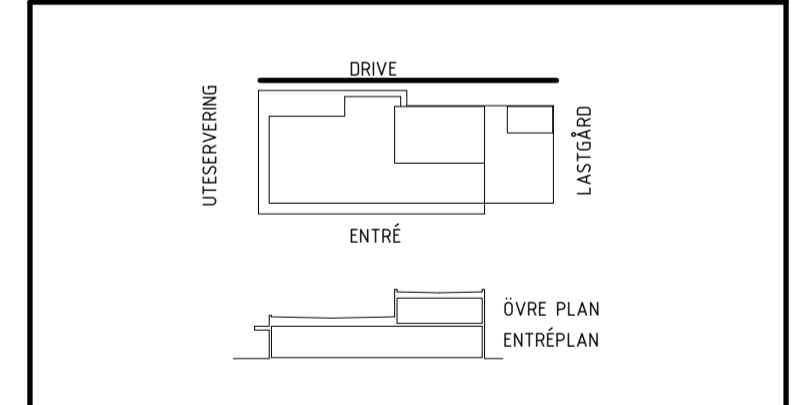 DRIVE
UTESERVERING
LASTGÅRD
ENTRÉ
ÖVRE PLAN
ENTRÉPLAN